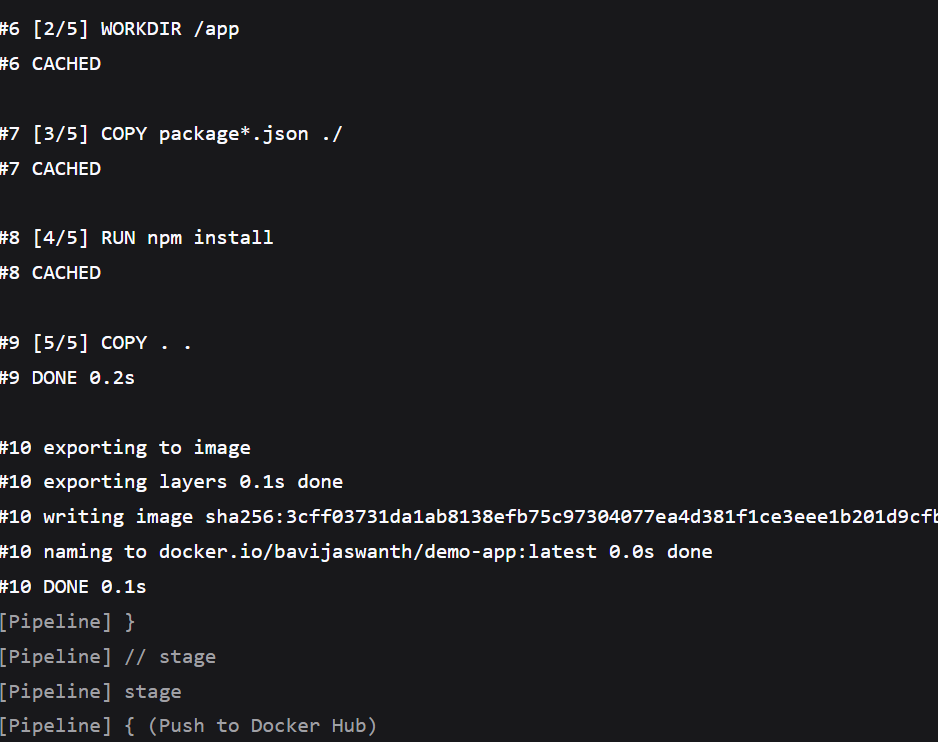 #6 [2/5] WORKDIR /app
#6 CACHED
#7 [3/5] COPY package*.json ./
#7 CACHED
#8 [4/5] RUN npm install
#8 CACHED
#9 [5/5] COPY . .
#9 DONE 0.2s
#10 exporting to image
#10 exporting layers 0.1s done
#10 writing image sha256:3cff03731da1ab8138efb75c97304077ea4d381f1ce3eee1b201d9cfb
#10 naming to docker.io/bavijaswanth/demo-app:latest 0.0s done
#10 DONE 0.1s
[Pipeline] }
[Pipeline] // stage
[Pipeline] stage
[Pipeline] { (Push to Docker Hub)